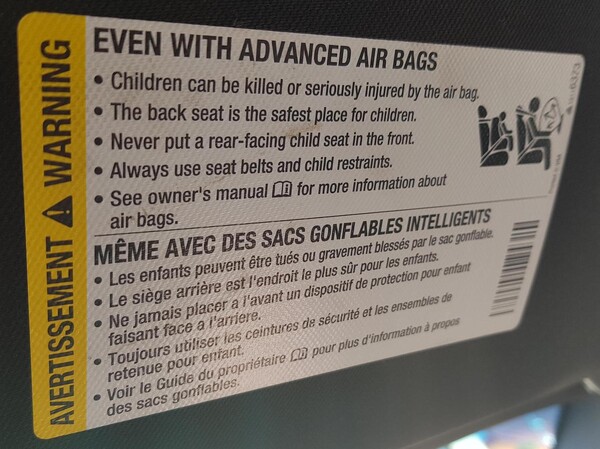 AVERTISSEMENT WARNING
EVEN WITH ADVANCED AIR BAGS
• Children can be killed or seriously injured by the air bag.
• The back seat is the safest place for children.
• Never put a rear-facing child seat in the front.
• Always use seat belts and child restraints.
• See owner's manual for more information about
air bags.
MÊME AVEC DES SACS GONFLABLES INTELLIGENTS
• Les enfants peuvent être tués ou gravement blessés par le sac gonflable.
• Le siège arrière est l'endroit le plus sûr pour les enfants.
• Ne jamais placer a l'avant un dispositif de protection pour enfant
faisant face a l'arriere.
• Toujours utiliser les ceintures de sécurité et les ensembles de
retenue pour enfant.
• Voir le Guide du propriétaire pour plus d'information à propos
des sacs gonflables.